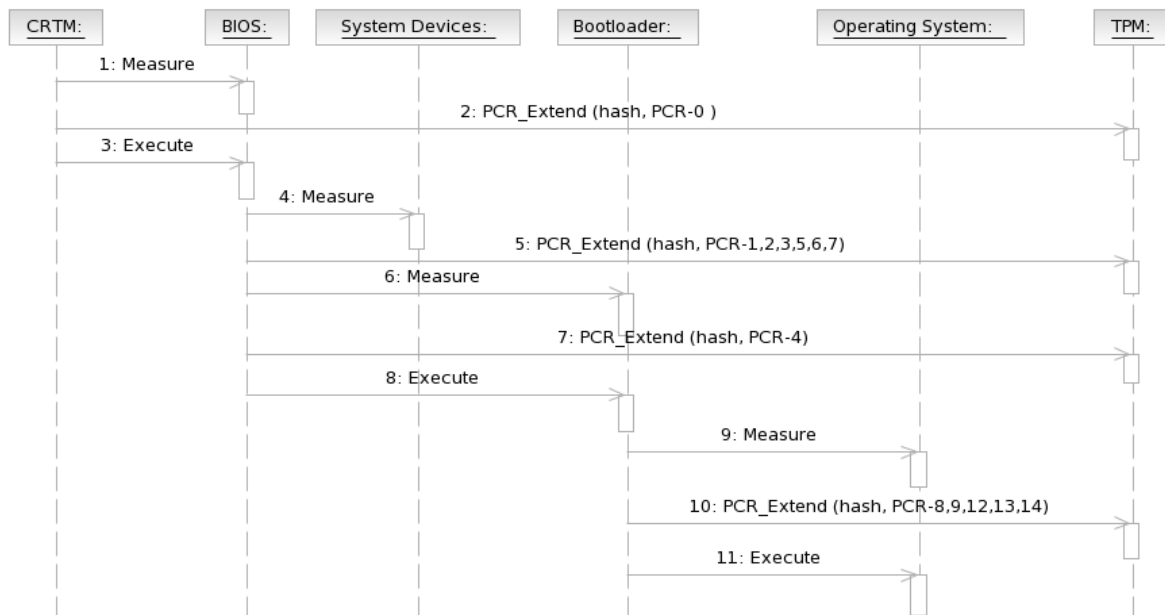 CRTM:
BIOS:
System Devices:
Bootloader:
Operating System:
TPM:
1: Measure
2: PCR_Extend (hash, PCR-0 )
3: Execute
4: Measure
5: PCR_Extend (hash, PCR-1,2,3,5,6,7)
6: Measure
7: PCR_Extend (hash, PCR-4)
8: Execute
9: Measure
10: PCR_Extend (hash, PCR-8,9,12,13,14)
11: Execute